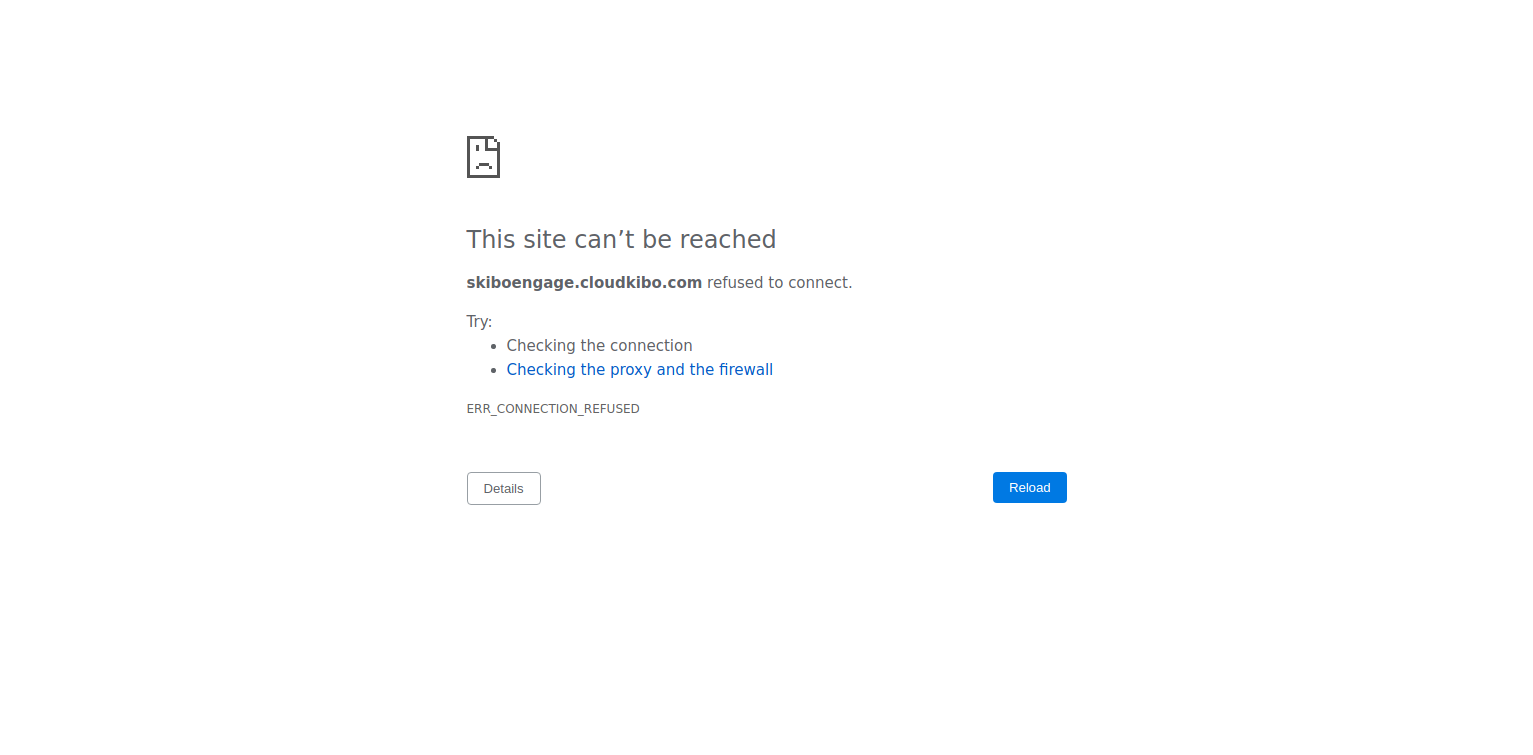 This site can’t be reached
skiboengage.cloudkibo.com refused to connect.
Try:
Checking the connection
Checking the proxy and the firewall
ERR_CONNECTION_REFUSED
Details
Reload